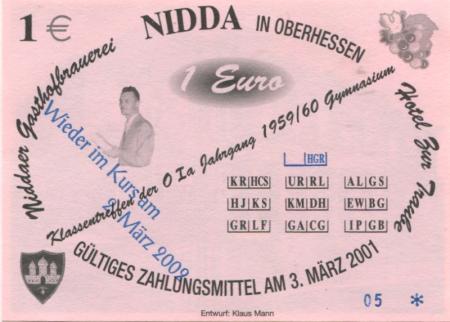 1 €
NIDDA IN OBERHESSEN
Niddaer Gasthofbrauerei
1 Euro
Hotel Zur Traube
Klassentreffen der O Ia Jahrgang 1959/60 Gymnasium
Wieder im Kurs am
2. März 2002
HGR
KR HCS UR RL AL GS
HJ KS KM DH EW BG
GR LF GA CG IP GB
GÜLTIGES ZAHLUNGSMITTEL AM 3. MÄRZ 2001
05 *
Entwurf: Klaus Mann